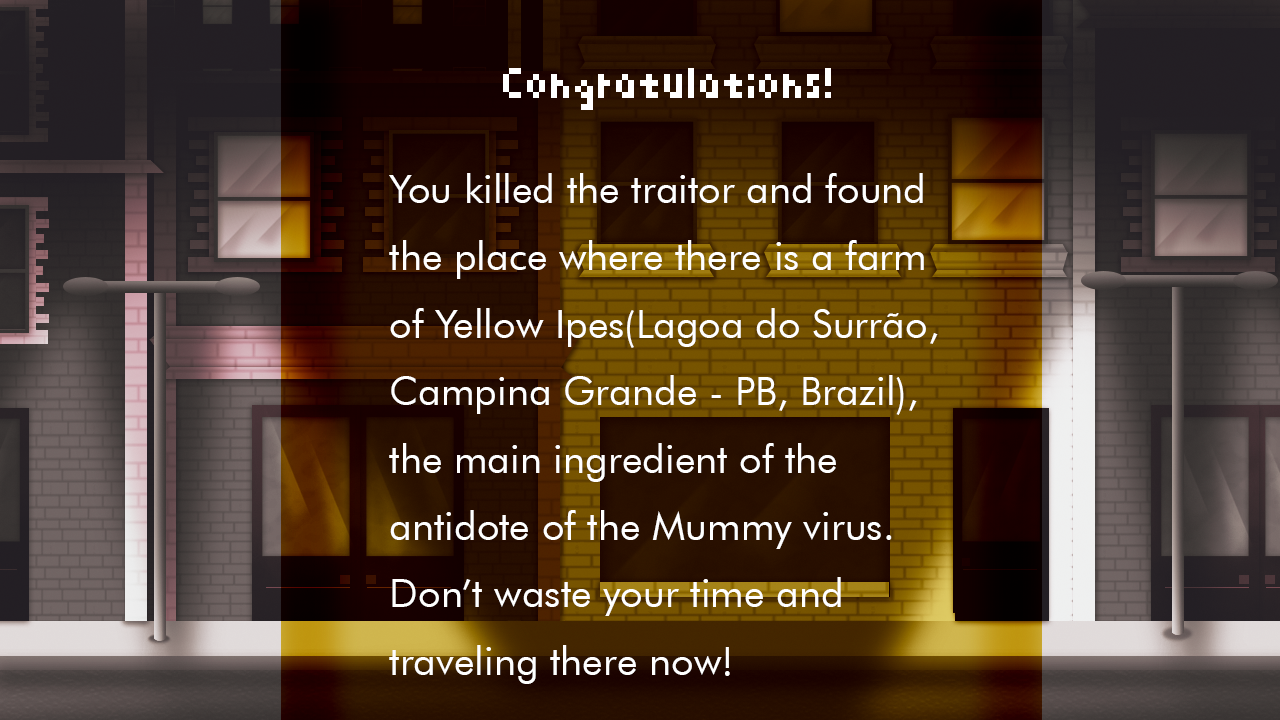 Congratulations!
You killed the traitor and found
the place where there is a farm
of Yellow Ipes(Lagoa do Surrão,
Campina Grande - PB, Brazil),
the main ingredient of the
antidote of the Mummy virus.
Don’t waste your time and
traveling there now!